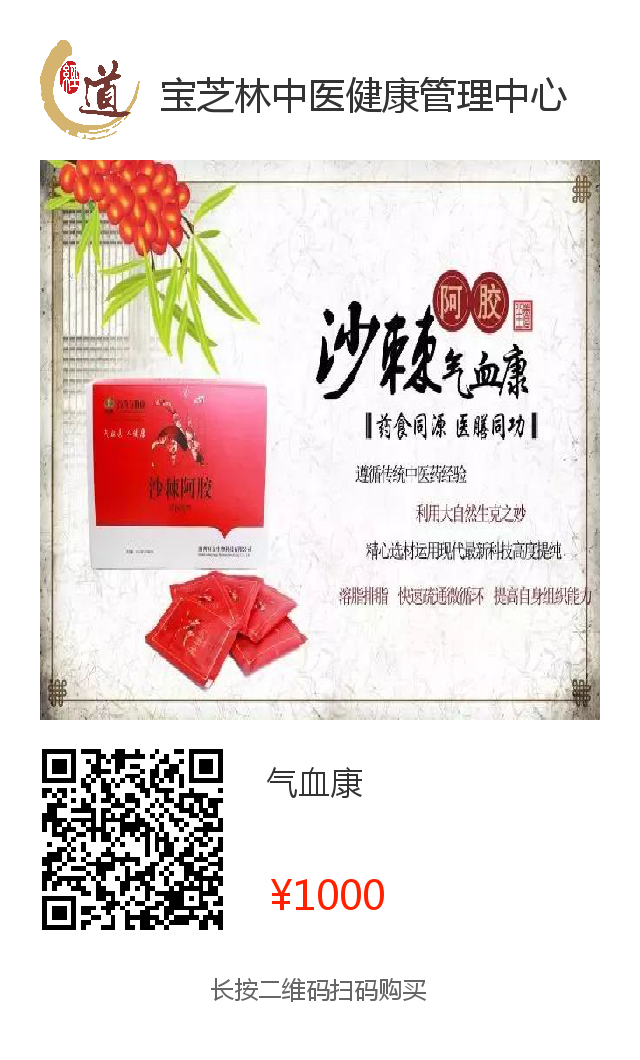 道
宝芝林中医健康管理中心
阿胶
沙棘气血康
药食同源 医膳同功
遵循传统中医药经验
利用大自然生克之妙
精心选材运用现代最新科技高度提纯
溶脂排脂 快速疏通微循环 提高自身组织能力
沙棘阿胶
气血康
¥1000
长按二维码扫码购买